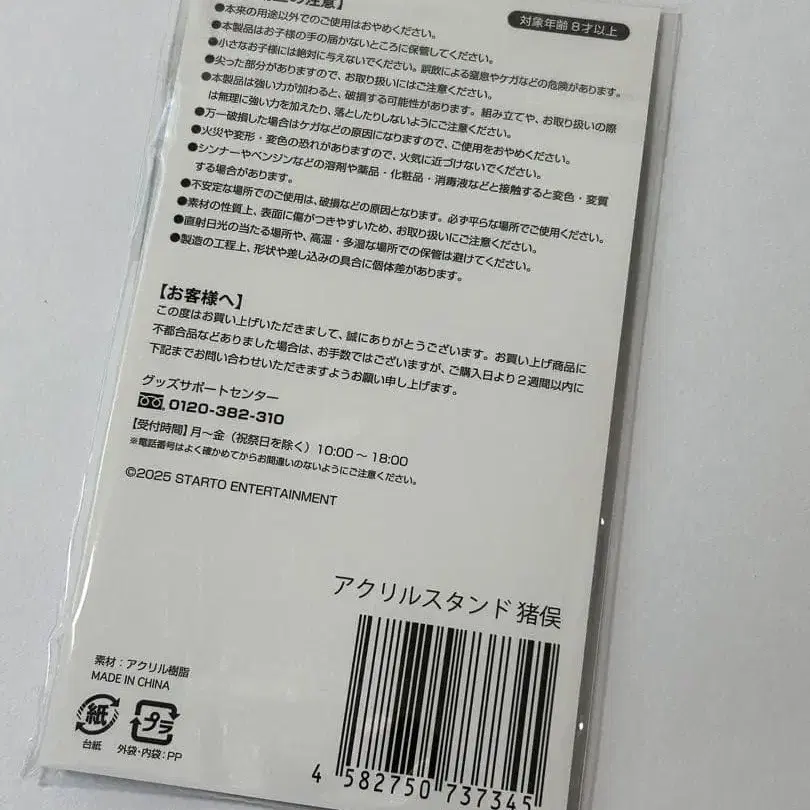 の注意】
対象年齢 8才以上
●本来の用途以外でのご使用はおやめください。
●本製品はお子様の手の届かないところに保管してください。
●小さなお子様には絶対に与えないでください。誤飲による窒息やケガなどの危険があります。
●尖った部分がありますので、お取り扱いにはご注意ください。
●本製品は強い力が加わると、破損する可能性があります。組み立てや、お取り扱いの際
は無理に強い力を加えたり、落としたりしないようにご注意ください。
●万一破損した場合はケガなどの原因になりますので、ご使用をおやめください。
●火災や変形・変色の恐れがありますので、火気に近づけないでください。
●シンナーやベンジンなどの溶剤や薬品・化粧品・消毒液などと接触すると変色・変質
する場合があります。
●不安定な場所でのご使用は、破損などの原因となります。必ず平らな場所でご使用ください。
●素材の性質上、表面に傷がつきやすいため、お取り扱いにご注意ください。
●直射日光の当たる場所や、高温・多湿な場所での保管は避けてください。
●製造の工程上、形状や差し込みの具合に個体差があります。
【お客様へ】
この度はお買い上げいただきまして、誠にありがとうございます。お買い上げ商品に
不都合品などありました場合は、お手数ではございますが、ご購入日より2週間以内に
下記までお問い合わせいただきますようお願い申し上げます。
グッズサポートセンター
0120-382-310
【受付時間】月～金（祝祭日を除く）10:00～18:00
※電話番号はよく確かめてからお間違いのないようにご注意ください。
©2025 STARTO ENTERTAINMENT
アクリルスタンド 猪俣
素材：アクリル樹脂
MADE IN CHINA
紙
プラ
台紙
外袋・内袋：PP
4 582750 737345